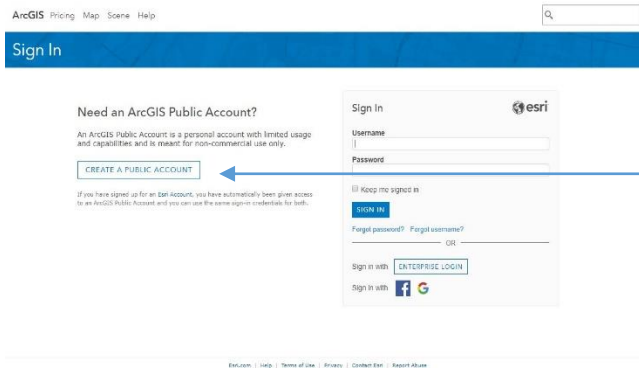 ArcGIS Pricing Map Scene Help
Sign In
Need an ArcGIS Public Account?
An ArcGIS Public Account is a personal account with limited usage
and capabilities and is meant for non-commercial use only.
CREATE A PUBLIC ACCOUNT
If you have signed up for an Esri Account, you have automatically been given access
to an ArcGIS Public Account and you can use the same sign-in credentials for both.
Sign In
esri
Username
Password
Keep me signed in
SIGN IN
Forgot password? Forgot username?
OR
Sign in with ENTERPRISE LOGIN
Sign in with f G
Esri.com | Help | Terms of Use | Privacy | Contact Esri | Report Abuse